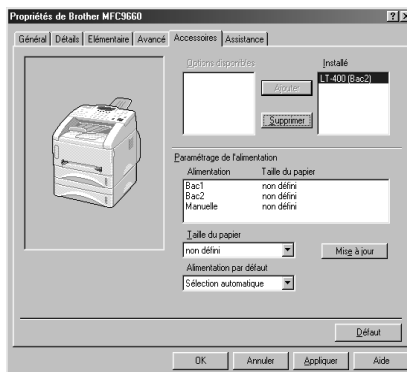 Propriétés de Brother MFC9660
Général Détails Elémentaire Avancé Accessoires Assistance
Options disponibles
Installé
LT-400 (Bac2)
Ajouter
Supprimer
Paramétrage de l'alimentation
Alimentation Taille du papier
Bac1 non défini
Bac2 non défini
Manuelle non défini
Taille du papier
non défini
Mise à jour
Alimentation par défaut
Sélection automatique
Défaut
OK Annuler Appliquer Aide